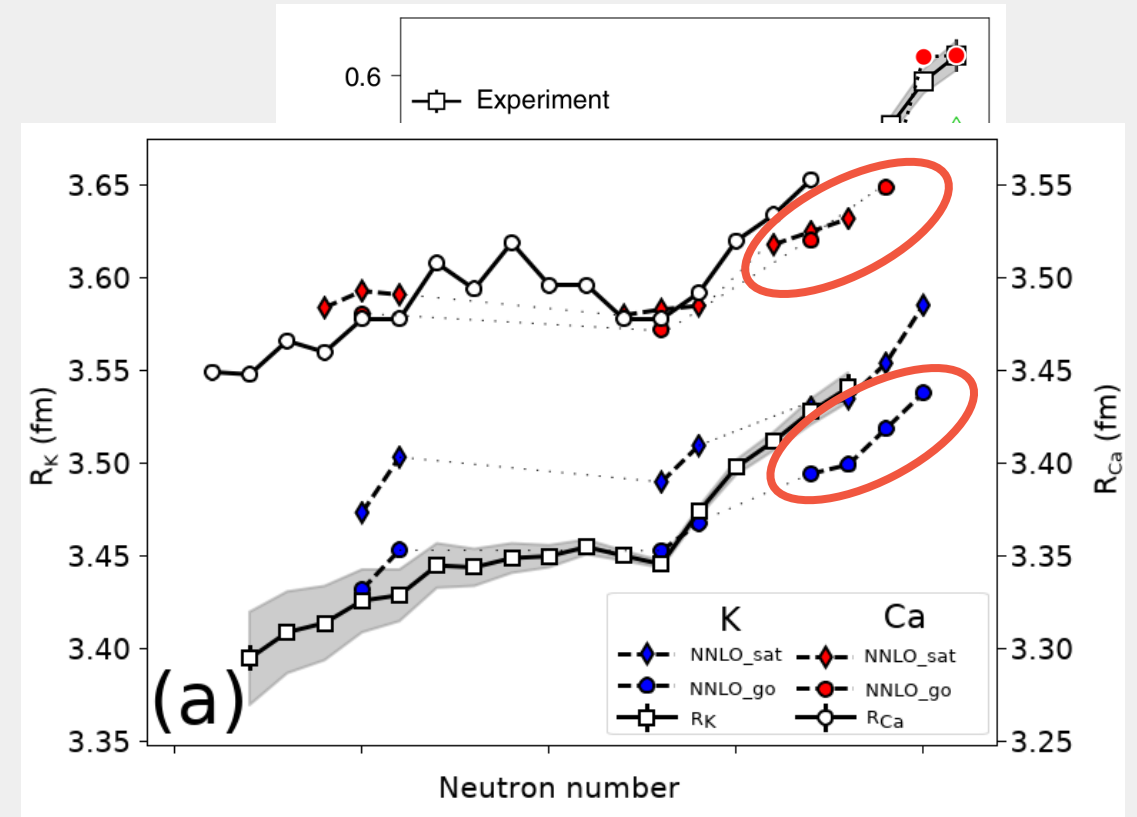 0.6
Experiment
3.65
3.60
3.55
3.50
3.45
3.40
3.35
R_K (fm)
3.55
3.50
3.45
3.40
3.35
3.30
3.25
R_Ca (fm)
(a)
K Ca
NNLO_sat NNLO_sat
NNLO_go NNLO_go
R_K R_Ca
Neutron number